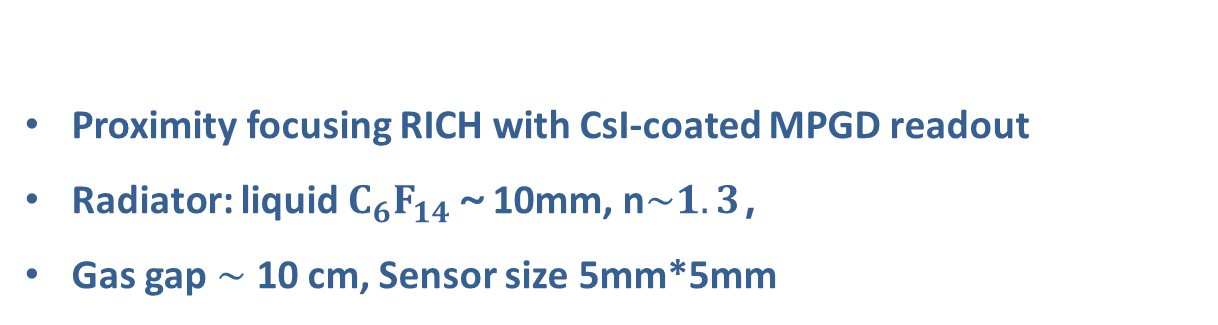 • Proximity focusing RICH with CsI-coated MPGD readout
• Radiator: liquid C₆F₁₄ ~ 10mm, n~1.3,
• Gas gap ~ 10 cm, Sensor size 5mm*5mm